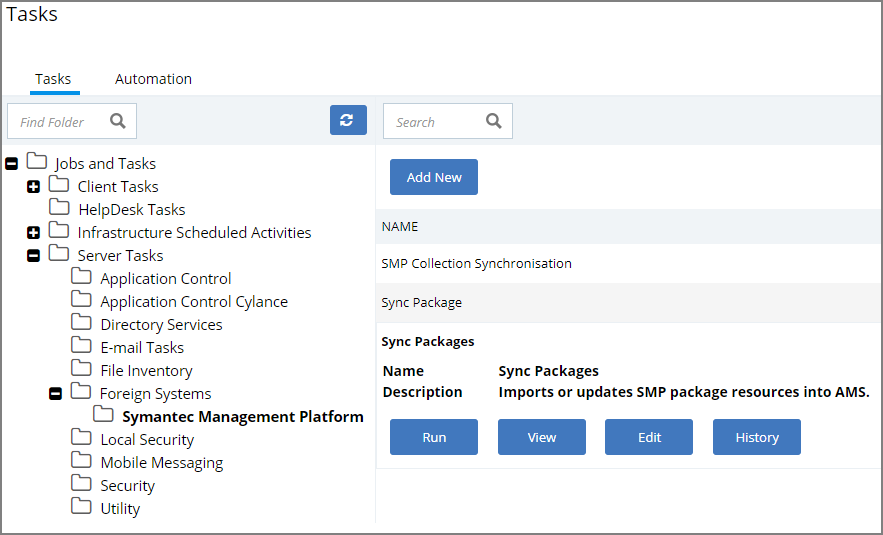 Tasks
Tasks Automation
Find Folder Search
Jobs and Tasks
Client Tasks
HelpDesk Tasks
Infrastructure Scheduled Activities
Server Tasks
Application Control
Application Control Cylance
Directory Services
E-mail Tasks
File Inventory
Foreign Systems
Symantec Management Platform
Local Security
Mobile Messaging
Security
Utility
Add New
NAME
SMP Collection Synchronisation
Sync Package
Sync Packages
Name Sync Packages
Description Imports or updates SMP package resources into AMS.
Run View Edit History